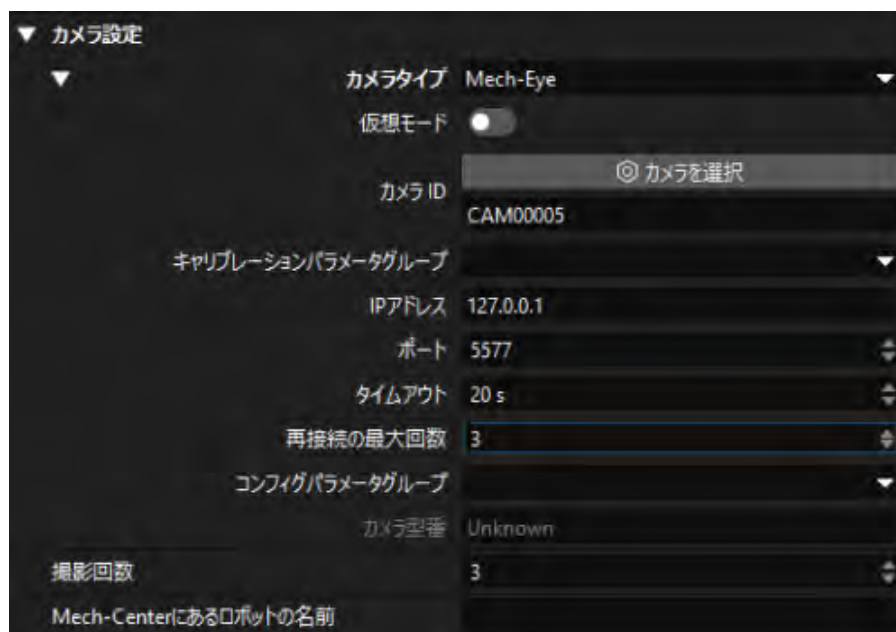 カメラ設定
カメラタイプ Mech-Eye
仮想モード
カメラを選択
カメラ ID
CAM00005
キャリブレーションパラメータグループ
IPアドレス 127.0.0.1
ポート 5577
タイムアウト 20 s
再接続の最大回数 3
コンフィグパラメータグループ
カメラ型番 Unknown
撮影回数 3
Mech-Centerにあるロボットの名前